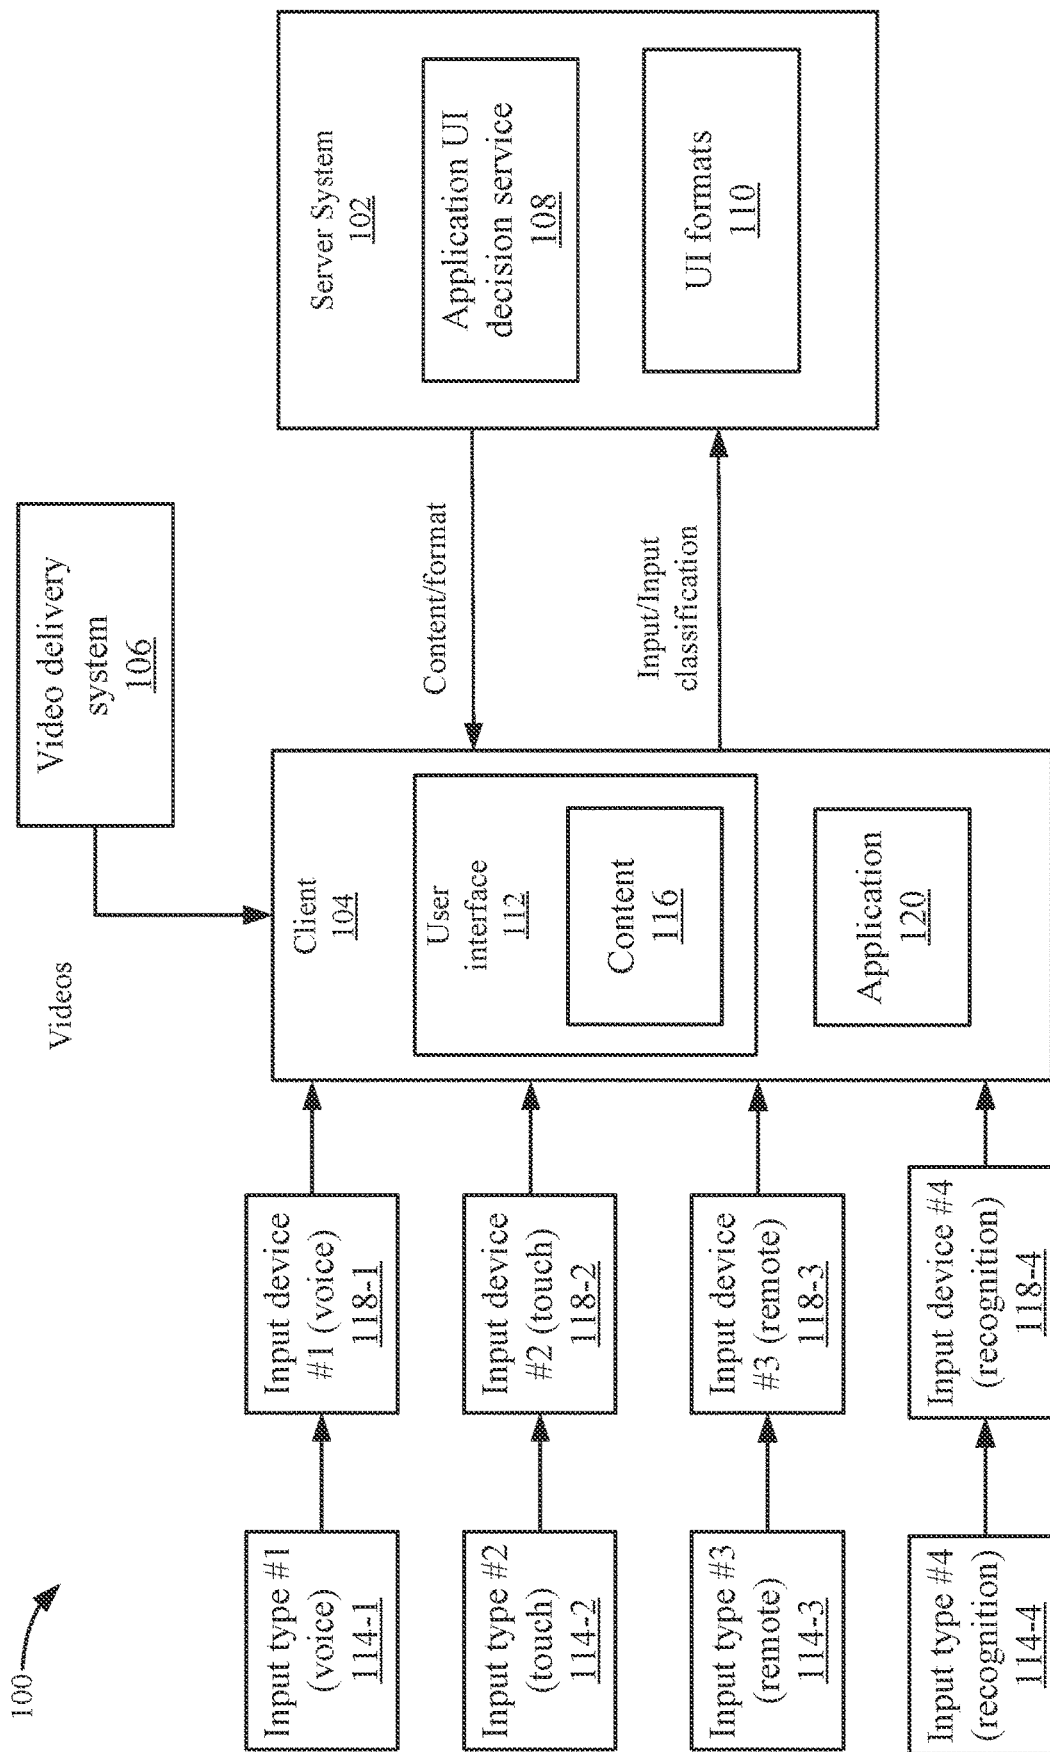 100
Input type #1
(voice)
114-1
Input device
#1 (voice)
118-1
Input type #2
(touch)
114-2
Input device
#2 (touch)
118-2
Input type #3
(remote)
114-3
Input device
#3 (remote)
118-3
Input type #4
(recognition)
114-4
Input device #4
(recognition)
118-4
Videos
Video delivery
system
106
Client
104
User
interface
112
Content
116
Application
120
Content/format
Input/Input
classification
Server System
102
Application UI
decision service
108
UI formats
110